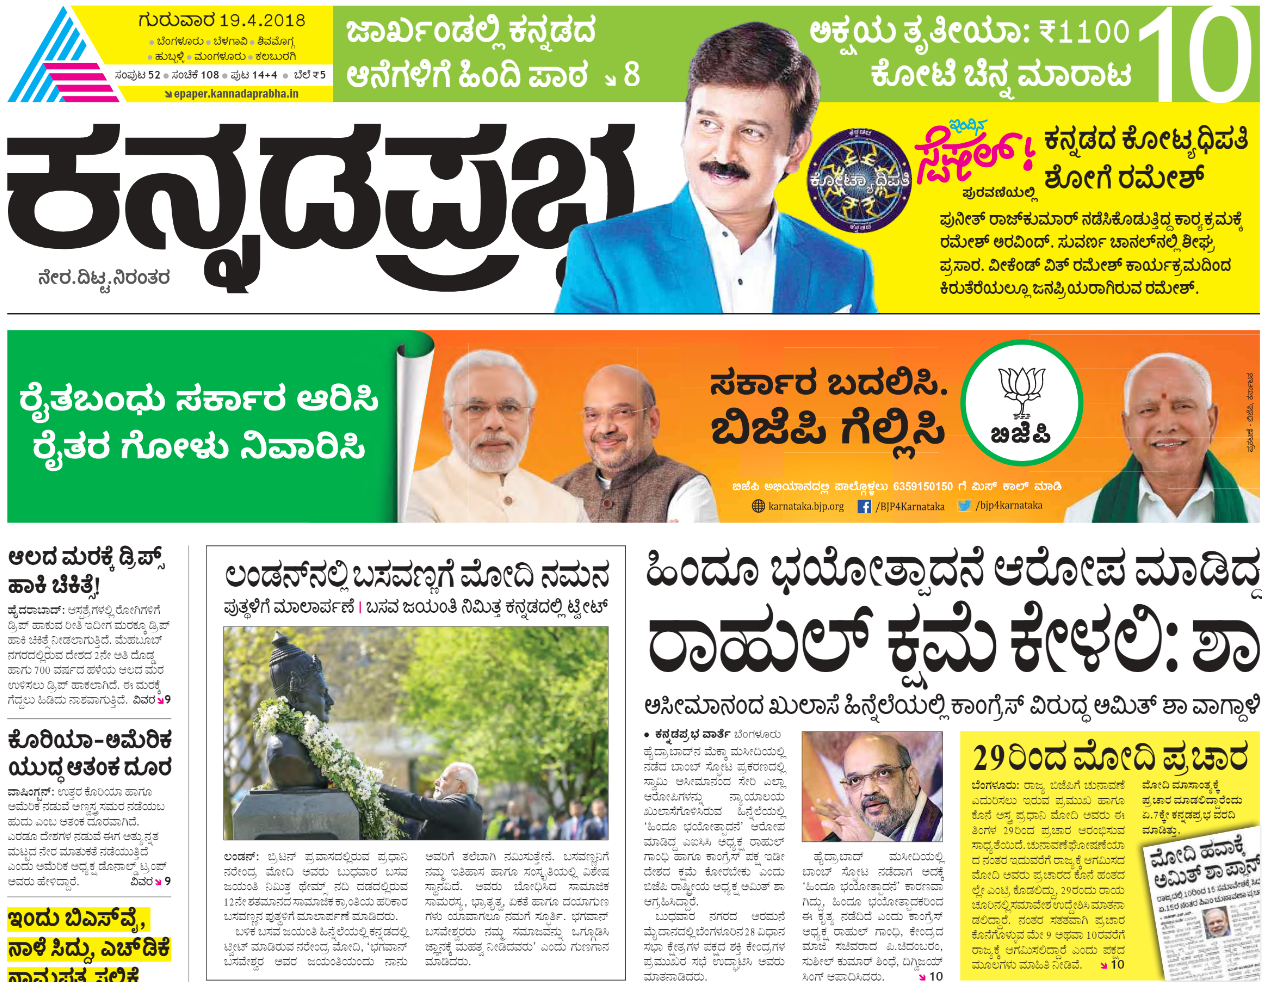 ಗುರುವಾರ 19.4.2018
● ಬೆಂಗಳೂರು ● ಬೆಳಗಾವಿ ● ಶಿವಮೊಗ್ಗ
● ಹುಬ್ಬಳ್ಳಿ ● ಮಂಗಳೂರು ● ಕಲಬುರಗಿ
ಸಂಪುಟ 52 ● ಸಂಚಿಕೆ 108 ● ಪುಟ 14+4 ● ಬೆಲೆ ₹5
epaper.kannadaprabha.in
ಜಾರ್ಖಂಡಲ್ಲಿ ಕನ್ನಡದ
ಆನೆಗಳಿಗೆ ಹಿಂದಿ ಪಾಠ 8
ಅಕ್ಷಯ ತೃತೀಯಾ: ₹1100
ಕೋಟಿ ಚಿನ್ನ ಮಾರಾಟ 10
ಕನ್ನಡಪ್ರಭ
ನೇರ.ದಿಟ್ಟ.ನಿರಂತರ
ಕನ್ನಡದ
ಕೋಟ್ಯಾಧಿಪತಿ
ಇಂದಿನ
ಸ್ಪೆಷಲ್!
ಪುರವಣಿಯಲ್ಲಿ
ಕನ್ನಡದ ಕೋಟ್ಯಧಿಪತಿ
ಶೋಗೆ ರಮೇಶ್
ಪುನೀತ್ ರಾಜ್‌ಕುಮಾರ್ ನಡೆಸಿಕೊಡುತ್ತಿದ್ದ ಕಾರ್‍ಯಕ್ರಮಕ್ಕೆ
ರಮೇಶ್ ಅರವಿಂದ್. ಸುವರ್ಣ ಚಾನಲ್‌ನಲ್ಲಿ ಶೀಘ್ರ
ಪ್ರಸಾರ. ವೀಕೆಂಡ್ ವಿತ್ ರಮೇಶ್ ಕಾರ್ಯಕ್ರಮದಿಂದ
ಕಿರುತೆರೆಯಲ್ಲೂ ಜನಪ್ರಿಯರಾಗಿರುವ ರಮೇಶ್.
ರೈತಬಂಧು ಸರ್ಕಾರ ಆರಿಸಿ
ರೈತರ ಗೋಳು ನಿವಾರಿಸಿ
ಸರ್ಕಾರ ಬದಲಿಸಿ.
ಬಿಜೆಪಿ ಗೆಲ್ಲಿಸಿ
ಬಿಜೆಪಿ
ಬಿಜೆಪಿ ಅಭಿಯಾನದಲ್ಲಿ ಪಾಲ್ಗೊಳ್ಳಲು 6359150150 ಗೆ ಮಿಸ್ ಕಾಲ್ ಮಾಡಿ
karnataka.bjp.org /BJP4Karnataka /bjp4karnataka
ಪ್ರಕಟಣೆ - ಬಿಜೆಪಿ, ಕರ್ನಾಟಕ
ಆಲದ ಮರಕ್ಕೆ ಡ್ರಿಪ್ಸ್
ಹಾಕಿ ಚಿಕಿತ್ಸೆ!
ಹೈದರಾಬಾದ್: ಆಸ್ಪತ್ರೆಗಳಲ್ಲಿ ರೋಗಿಗಳಿಗೆ
ಡ್ರಿಪ್ ಹಾಕುವ ರೀತಿ ಇದೀಗ ಮರಕ್ಕೂ ಡ್ರಿಪ್
ಹಾಕಿ ಚಿಕಿತ್ಸೆ ನೀಡಲಾಗುತ್ತಿದೆ. ಮೆಹಬೂಬ್
ನಗರದಲ್ಲಿರುವ ದೇಶದ 2ನೇ ಅತಿ ದೊಡ್ಡ
ಹಾಗು 700 ವರ್ಷದ ಹಳೆಯ ಆಲದ ಮರ
ಉಳಿಸಲು ಡ್ರಿಪ್ ಹಾಕಲಾಗಿದೆ. ಈ ಮರಕ್ಕೆ
ಗೆದ್ದಲು ಹಿಡಿದು ನಾಶವಾಗುತ್ತಿದೆ. ವಿವರ 9
ಕೊರಿಯಾ-ಅಮೆರಿಕ
ಯುದ್ಧ ಆತಂಕ ದೂರ
ವಾಷಿಂಗ್ಟನ್: ಉತ್ತರ ಕೊರಿಯಾ ಹಾಗೂ
ಅಮೆರಿಕ ನಡುವೆ ಅಣ್ವಸ್ತ್ರ ಸಮರ ನಡೆಯಬ
ಹುದು ಎಂಬ ಆತಂಕ ದೂರವಾಗಿದೆ.
ಎರಡೂ ದೇಶಗಳ ನಡುವೆ ಈಗ ಅತ್ಯುನ್ನತ
ಮಟ್ಟದ ನೇರ ಮಾತುಕತೆ ನಡೆಯುತ್ತಿದೆ
ಎಂದು ಅಮೆರಿಕ ಅಧ್ಯಕ್ಷ ಡೊನಾಲ್ಡ್ ಟ್ರಂಪ್
ಅವರು ಹೇಳಿದ್ದಾರೆ. ವಿವರ 9
ಇಂದು ಬಿಎಸ್‌ವೈ,
ನಾಳೆ ಸಿದ್ದು, ಎಚ್‌ಡಿಕೆ
ನಾಮಪತ್ರ ಸಲ್ಲಿಕೆ
ಲಂಡನ್‌ನಲ್ಲಿ ಬಸವಣ್ಣಗೆ ಮೋದಿ ನಮನ
ಪುತ್ಥಳಿಗೆ ಮಾಲಾರ್ಪಣೆ | ಬಸವ ಜಯಂತಿ ನಿಮಿತ್ತ ಕನ್ನಡದಲ್ಲಿ ಟ್ವೀಟ್
ಲಂಡನ್: ಬ್ರಿಟನ್ ಪ್ರವಾಸದಲ್ಲಿರುವ ಪ್ರಧಾನಿ
ನರೇಂದ್ರ ಮೋದಿ ಅವರು ಬುಧವಾರ ಬಸವ
ಜಯಂತಿ ನಿಮಿತ್ತ ಥೇಮ್ಸ್ ನದಿ ದಡದಲ್ಲಿರುವ
12ನೇ ಶತಮಾನದ ಸಾಮಾಜಿಕ ಕ್ರಾಂತಿಯ ಹರಿಕಾರ
ಬಸವಣ್ಣನ ಪುತ್ಥಳಿಗೆ ಮಾಲಾರ್ಪಣೆ ಮಾಡಿದರು.
ಬಳಿಕ ಬಸವ ಜಯಂತಿ ಹಿನ್ನೆಲೆಯಲ್ಲಿ ಕನ್ನಡದಲ್ಲಿ
ಟ್ವೀಟ್ ಮಾಡಿರುವ ನರೇಂದ್ರ ಮೋದಿ, ‘ಭಗವಾನ್
ಬಸವೇಶ್ವರ ಅವರ ಜಯಂತಿಯಂದು ನಾನು
ಅವರಿಗೆ ತಲೆಬಾಗಿ ನಮಿಸುತ್ತೇನೆ. ಬಸವಣ್ಣನಿಗೆ
ನಮ್ಮ ಇತಿಹಾಸ ಹಾಗೂ ಸಂಸ್ಕೃತಿಯಲ್ಲಿ ವಿಶೇಷ
ಸ್ಥಾನವಿದೆ. ಅವರು ಬೋಧಿಸಿದ ಸಾಮಾಜಿಕ
ಸಾಮರಸ್ಯ, ಭ್ರಾತೃತ್ವ, ಏಕತೆ ಹಾಗೂ ದಯಾಗುಣ
ಗಳು ಯಾವಾಗಲೂ ನಮಗೆ ಸ್ಫೂರ್ತಿ. ಭಗವಾನ್
ಬಸವೇಶ್ವರರು ನಮ್ಮ ಸಮಾಜವನ್ನು ಒಗ್ಗೂಡಿಸಿ
ಜ್ಞಾನಕ್ಕೆ ಮಹತ್ವ ನೀಡಿದವರು’ ಎಂದು ಗುಣಗಾನ
ಮಾಡಿದರು.
ಹಿಂದೂ ಭಯೋತ್ಪಾದನೆ ಆರೋಪ ಮಾಡಿದ್ದ
ರಾಹುಲ್ ಕ್ಷಮೆ ಕೇಳಲಿ: ಶಾ
ಅಸೀಮಾನಂದ ಖುಲಾಸೆ ಹಿನ್ನೆಲೆಯಲ್ಲಿ ಕಾಂಗ್ರೆಸ್ ವಿರುದ್ಧ ಅಮಿತ್ ಶಾ ವಾಗ್ದಾಳಿ
● ಕನ್ನಡಪ್ರಭ ವಾರ್ತೆ ಬೆಂಗಳೂರು
ಹೈದ್ರಾಬಾದ್‌ನ ಮೆಕ್ಕಾ ಮಸೀದಿಯಲ್ಲಿ
ನಡೆದ ಬಾಂಬ್ ಸ್ಫೋಟ ಪ್ರಕರಣದಲ್ಲಿ
ಸ್ವಾಮಿ ಅಸೀಮಾನಂದ ಸೇರಿ ಎಲ್ಲಾ
ಆರೋಪಿಗಳನ್ನು ನ್ಯಾಯಾಲಯ
ಖುಲಾಸೆಗೊಳಿಸಿರುವ ಹಿನ್ನೆಲೆಯಲ್ಲಿ
‘ಹಿಂದೂ ಭಯೋತ್ಪಾದನೆ’ ಆರೋಪ
ಮಾಡಿದ್ದ ಎಐಸಿಸಿ ಅಧ್ಯಕ್ಷ ರಾಹುಲ್
ಗಾಂಧಿ ಹಾಗೂ ಕಾಂಗ್ರೆಸ್ ಪಕ್ಷ ಇಡೀ
ದೇಶದ ಕ್ಷಮೆ ಕೋರಬೇಕು ಎಂದು
ಬಿಜೆಪಿ ರಾಷ್ಟ್ರೀಯ ಅಧ್ಯಕ್ಷ ಅಮಿತ್ ಶಾ
ಆಗ್ರಹಿಸಿದ್ದಾರೆ.
ಬುಧವಾರ ನಗರದ ಅರಮನೆ
ಮೈದಾನದಲ್ಲಿ ಬೆಂಗಳೂರಿನ 28 ವಿಧಾನ
ಸಭಾ ಕ್ಷೇತ್ರಗಳ ಪಕ್ಷದ ಶಕ್ತಿ ಕೇಂದ್ರಗಳ
ಪ್ರಮುಖರ ಸಭೆ ಉದ್ಘಾಟಿಸಿ ಅವರು
ಮಾತನಾಡಿದರು.
ಹೈದ್ರಾಬಾದ್ ಮಸೀದಿಯಲ್ಲಿ
ಬಾಂಬ್ ಸ್ಫೋಟ ನಡೆದಾಗ ಅದಕ್ಕೆ
‘ಹಿಂದೂ ಭಯೋತ್ಪಾದನೆ’ ಕಾರಣವಾ
ಗಿದ್ದು, ಹಿಂದೂ ಭಯೋತ್ಪಾದಕರಿಂದ
ಈ ಕೃತ್ಯ ನಡೆದಿದೆ ಎಂದು ಕಾಂಗ್ರೆಸ್
ಅಧ್ಯಕ್ಷ ರಾಹುಲ್ ಗಾಂಧಿ, ಕೇಂದ್ರದ
ಮಾಜಿ ಸಚಿವರಾದ ಪಿ.ಚಿದಂಬರಂ,
ಸುಶೀಲ್ ಕುಮಾರ್ ಶಿಂಧೆ, ದಿಗ್ವಿಜಯ್
ಸಿಂಗ್ ಆಪಾದಿಸಿದರು. 10
29ರಿಂದ ಮೋದಿ ಪ್ರಚಾರ
ಬೆಂಗಳೂರು: ರಾಜ್ಯ ಬಿಜೆಪಿಗೆ ಚುನಾವಣೆ
ಎದುರಿಸಲು ಇರುವ ಪ್ರಮುಖ ಹಾಗೂ
ಕೊನೆ ಅಸ್ತ್ರ ಪ್ರಧಾನಿ ಮೋದಿ ಅವರು ಈ
ತಿಂಗಳ 29ರಿಂದ ಪ್ರಚಾರ ಆರಂಭಿಸುವ
ಸಾಧ್ಯತೆಯಿದೆ. ಚುನಾವಣೆ ಘೋಷಣೆಯಾ
ದ ನಂತರ ಇದುವರೆಗೆ ರಾಜ್ಯಕ್ಕೆ ಆಗಮಿಸದ
ಮೋದಿ ಅವರು ಪ್ರಚಾರದ ಕೊನೆ ಹಂತದ
ಲ್ಲೇ ಎಂಟ್ರಿ ಕೊಡಲಿದ್ದು, 29ರಂದು ರಾಯ
ಚೂರಿನಲ್ಲಿ ಸಮಾವೇಶ ಉದ್ದೇಶಿಸಿ ಮಾತನಾ
ಡಲಿದ್ದಾರೆ. ನಂತರ ಸತತವಾಗಿ ಪ್ರಚಾರ
ಕೊನೆಗೊಳ್ಳುವ ಮೇ 9 ಅಥವಾ 10ರವರೆಗೆ
ರಾಜ್ಯಕ್ಕೆ ಆಗಮಿಸಲಿದ್ದಾರೆ ಎಂದು ಪಕ್ಷದ
ಮೂಲಗಳು ಮಾಹಿತಿ ನೀಡಿವೆ. 10
ಮೋದಿ ಮಾಸಾಂತ್ಯಕ್ಕೆ
ಪ್ರಚಾರ ಮಾಡಲಿದ್ದಾರೆಂದು
ಏ.7ಕ್ಕೇ ಕನ್ನಡಪ್ರಭ ವರದಿ
ಮಾಡಿತ್ತು.
ಮೋದಿ ಹವಾಕ್ಕೆ
ಅಮಿತ್ ಶಾ ಪ್ಲಾನ್